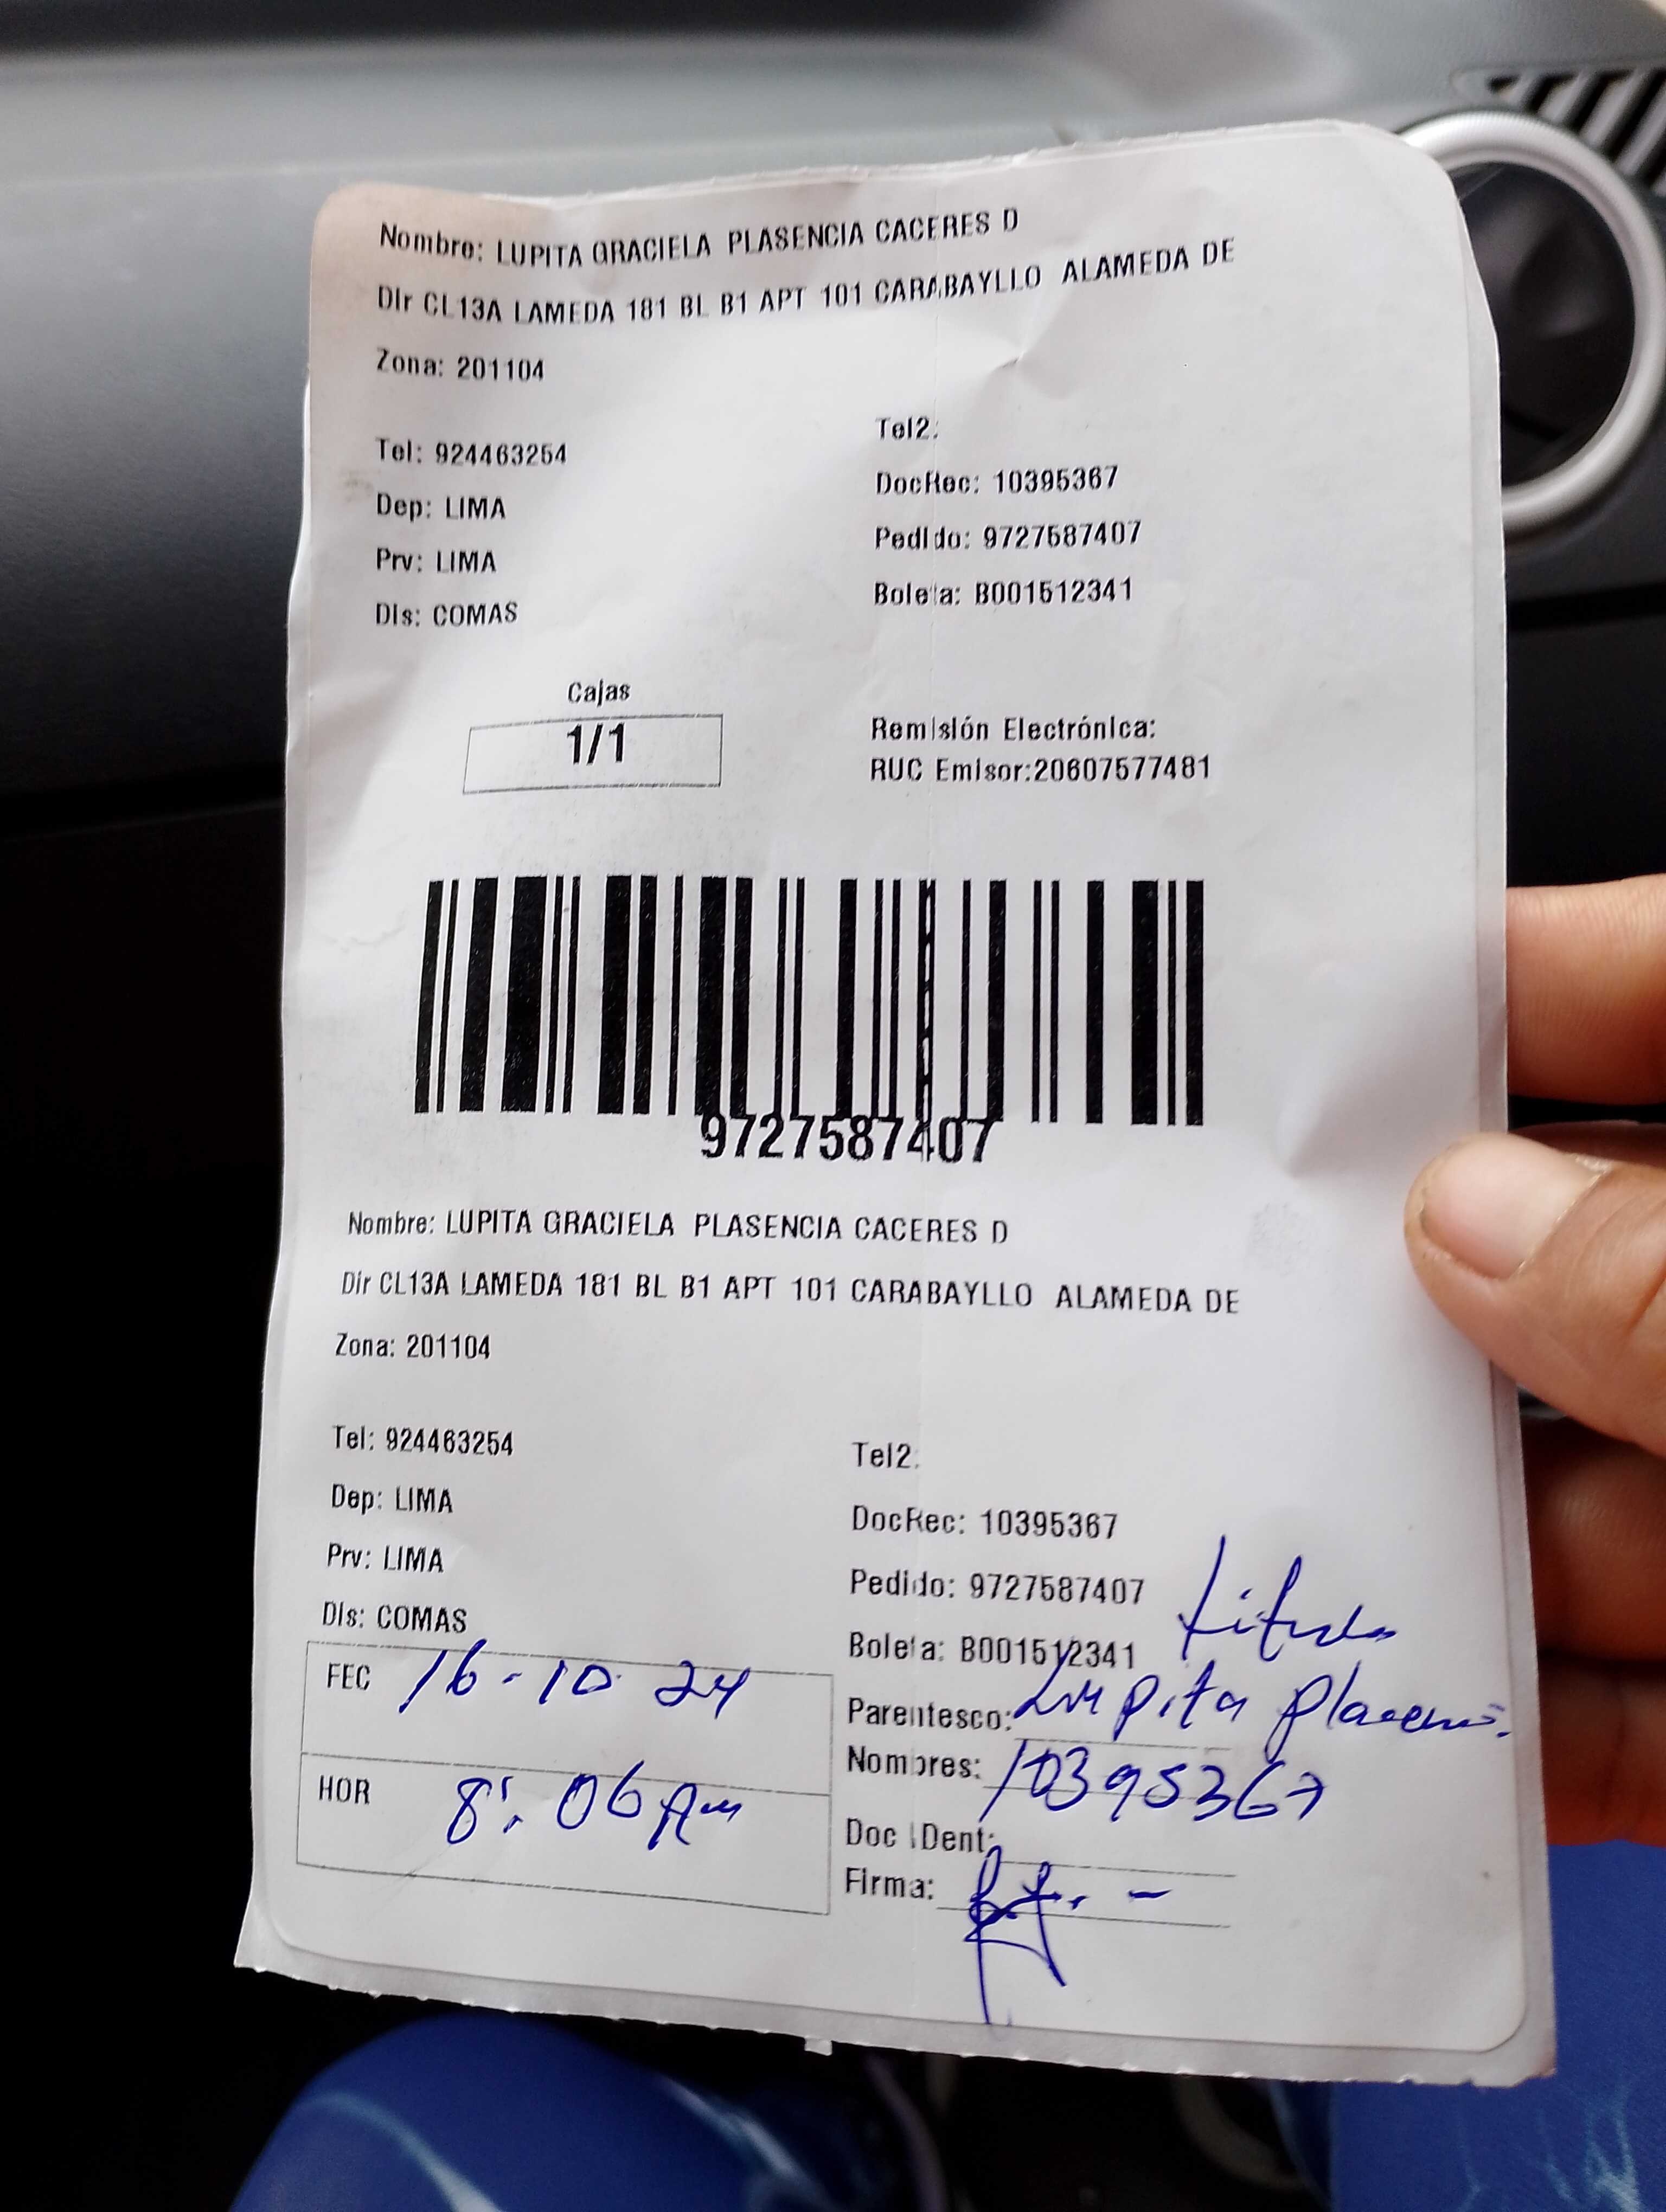 Nombre: LUPITA GRACIELA PLASENCIA CACERES D
Dir CL13A LAMEDA 181 BL B1 APT 101 CARABAYLLO ALAMEDA DE
Zona: 201104
Tel: 924463254
Tel2:
DocRec: 10395367
Dep: LIMA
Pedido: 9727587407
Prv: LIMA
Boleta: B001512341
Dis: COMAS
Cajas
1/1
Remisión Electrónica:
RUC Emisor:20607577481
9727587407
Nombre: LUPITA GRACIELA PLASENCIA CACERES D
Dir CL13A LAMEDA 181 BL B1 APT 101 CARABAYLLO ALAMEDA DE
Zona: 201104
Tel: 924463254
Tel2:
Dep: LIMA
DocRec: 10395367
Prv: LIMA
Pedido: 9727587407
Dis: COMAS
Boleta: B001512341
FEC 16-10-24
Parentesco: Lupita
Nombres: 10395367
HOR 8:06 Am
Doc IDent:
Firma: